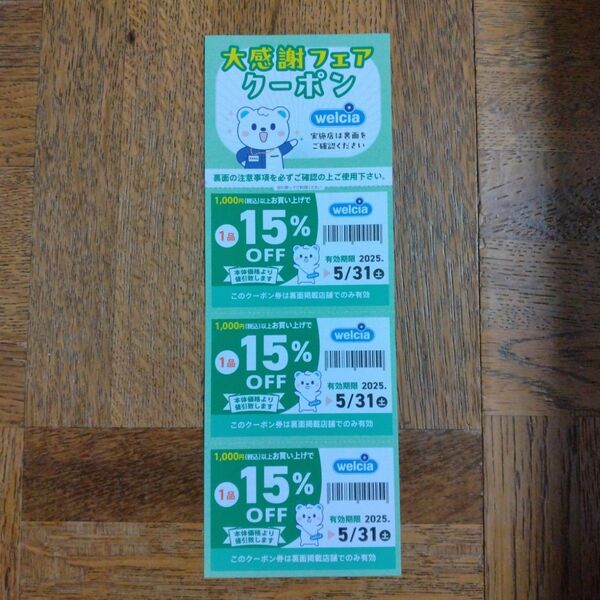 大感謝フェア
クーポン
welcia
実施店は裏面を
ご確認ください
裏面の注意事項を必ずご確認の上ご使用下さい。
1,000円(税込)以上お買い上げで
welcia
1品 15%
OFF
有効期限 2025.
本体価格より
値引致します
5/31土
このクーポン券は裏面掲載店舗でのみ有効
1,000円(税込)以上お買い上げで
welcia
1品 15%
OFF
有効期限 2025.
本体価格より
値引致します
5/31土
このクーポン券は裏面掲載店舗でのみ有効
1,000円(税込)以上お買い上げで
welcia
1品 15%
OFF
有効期限 2025.
本体価格より
値引致します
5/31土
このクーポン券は裏面掲載店舗でのみ有効